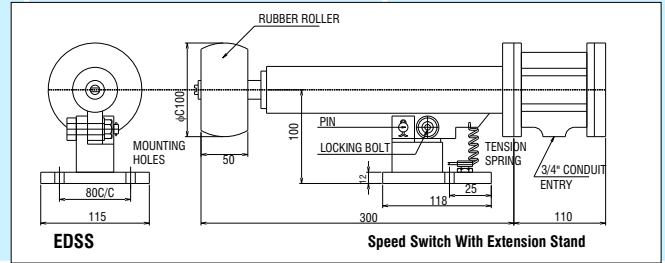 RUBBER ROLLER
ϕC100
100
PIN
LOCKING BOLT
MOUNTING
HOLES
TENSION
SPRING
3/4" CONDUIT
ENTRY
50
12
25
80C/C
118
115
300
110
EDSS
Speed Switch With Extension Stand